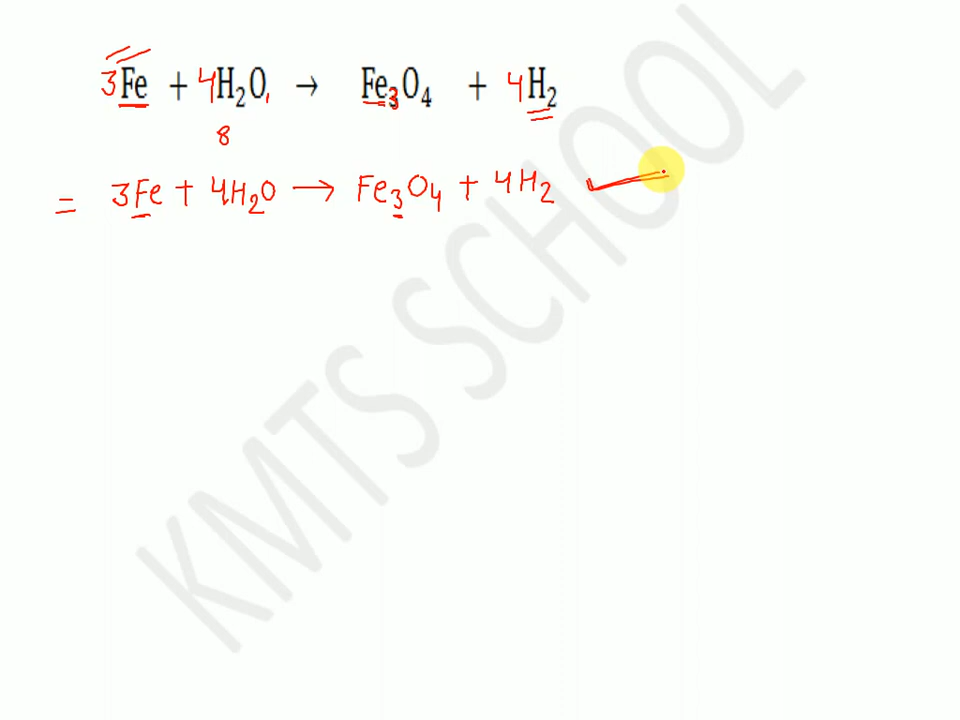 3Fe + 4H₂O → Fe₃O₄ + 4H₂
8
= 3Fe + 4H₂O → Fe₃O₄ + 4H₂
KMTS SCHOOL